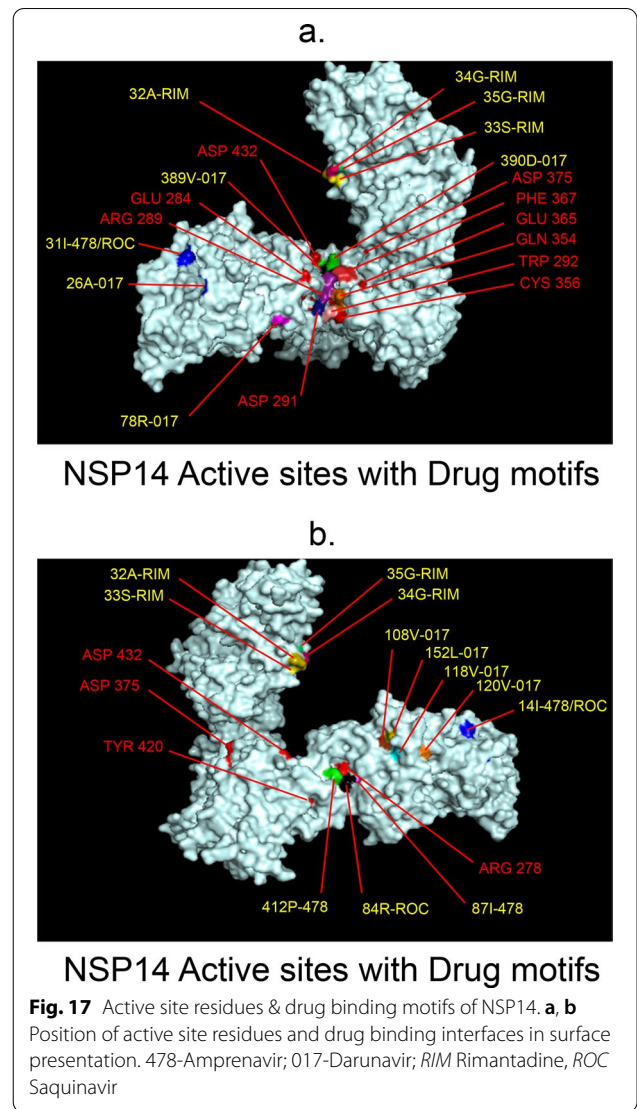 a.
34G-RIM
35G-RIM
32A-RIM
33S-RIM
ASP 432
390D-017
389V-017
ASP 375
GLU 284
PHE 367
ARG 289
GLU 365
31I-478/ROC
GLN 354
26A-017
TRP 292
CYS 356
ASP 291
78R-017
NSP14 Active sites with Drug motifs
b.
32A-RIM
35G-RIM
33S-RIM
34G-RIM
108V-017
152L-017
ASP 432
118V-017
ASP 375
120V-017
14I-478/ROC
TYR 420
ARG 278
412P-478
84R-ROC
87I-478
NSP14 Active sites with Drug motifs
Fig. 17 Active site residues & drug binding motifs of NSP14. a, b
Position of active site residues and drug binding interfaces in surface
presentation. 478-Amprenavir; 017-Darunavir; RIM Rimantadine, ROC
Saquinavir